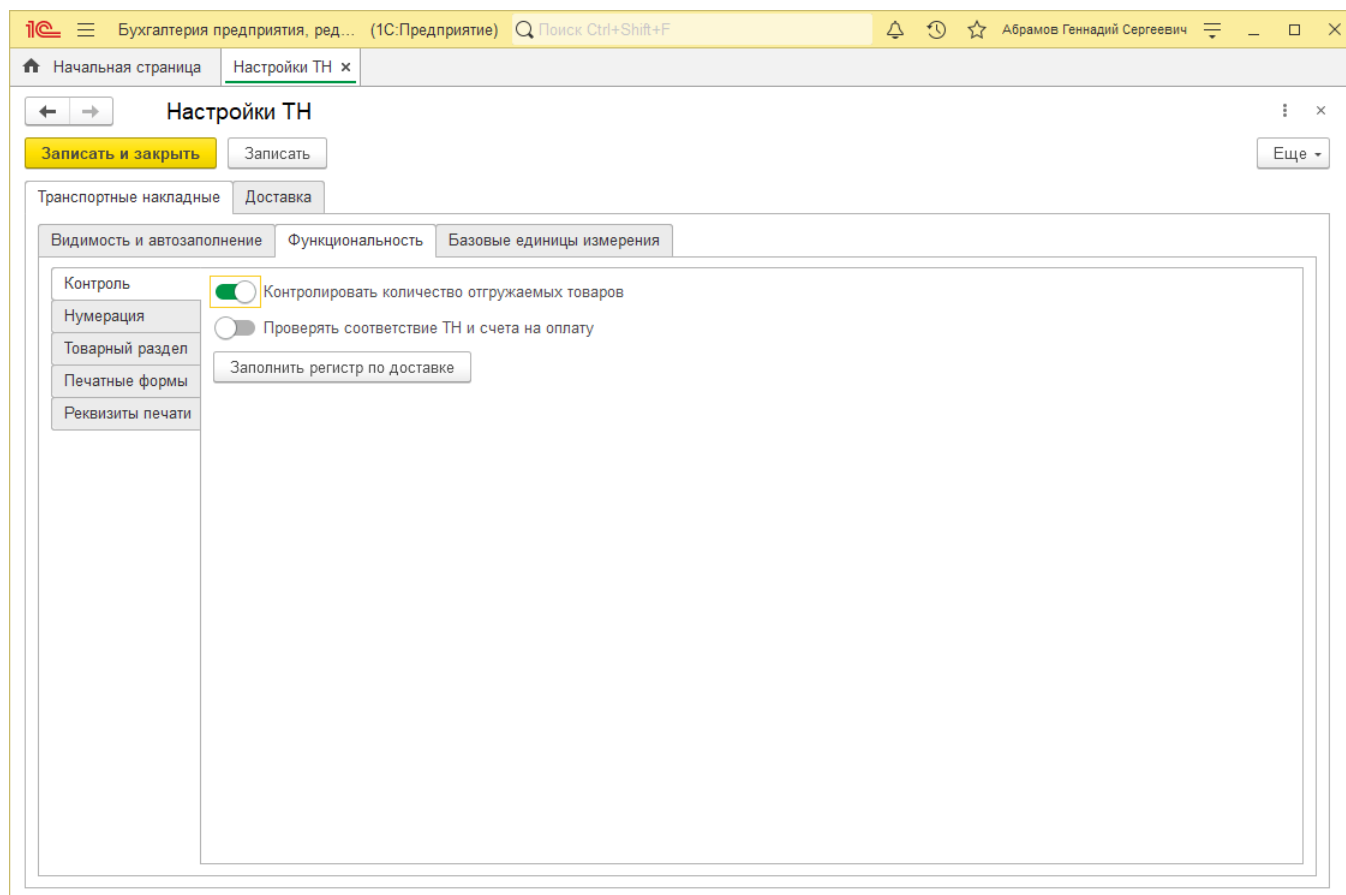 1С Бухгалтерия предприятия, ред... (1С:Предприятие) Поиск Ctrl+Shift+F Абрамов Геннадий Сергеевич
Начальная страница Настройки ТН
Настройки ТН
Записать и закрыть Записать Еще
Транспортные накладные Доставка
Видимость и автозаполнение Функциональность Базовые единицы измерения
Контроль
Нумерация
Товарный раздел
Печатные формы
Реквизиты печати
Контролировать количество отгружаемых товаров
Проверять соответствие ТН и счета на оплату
Заполнить регистр по доставке